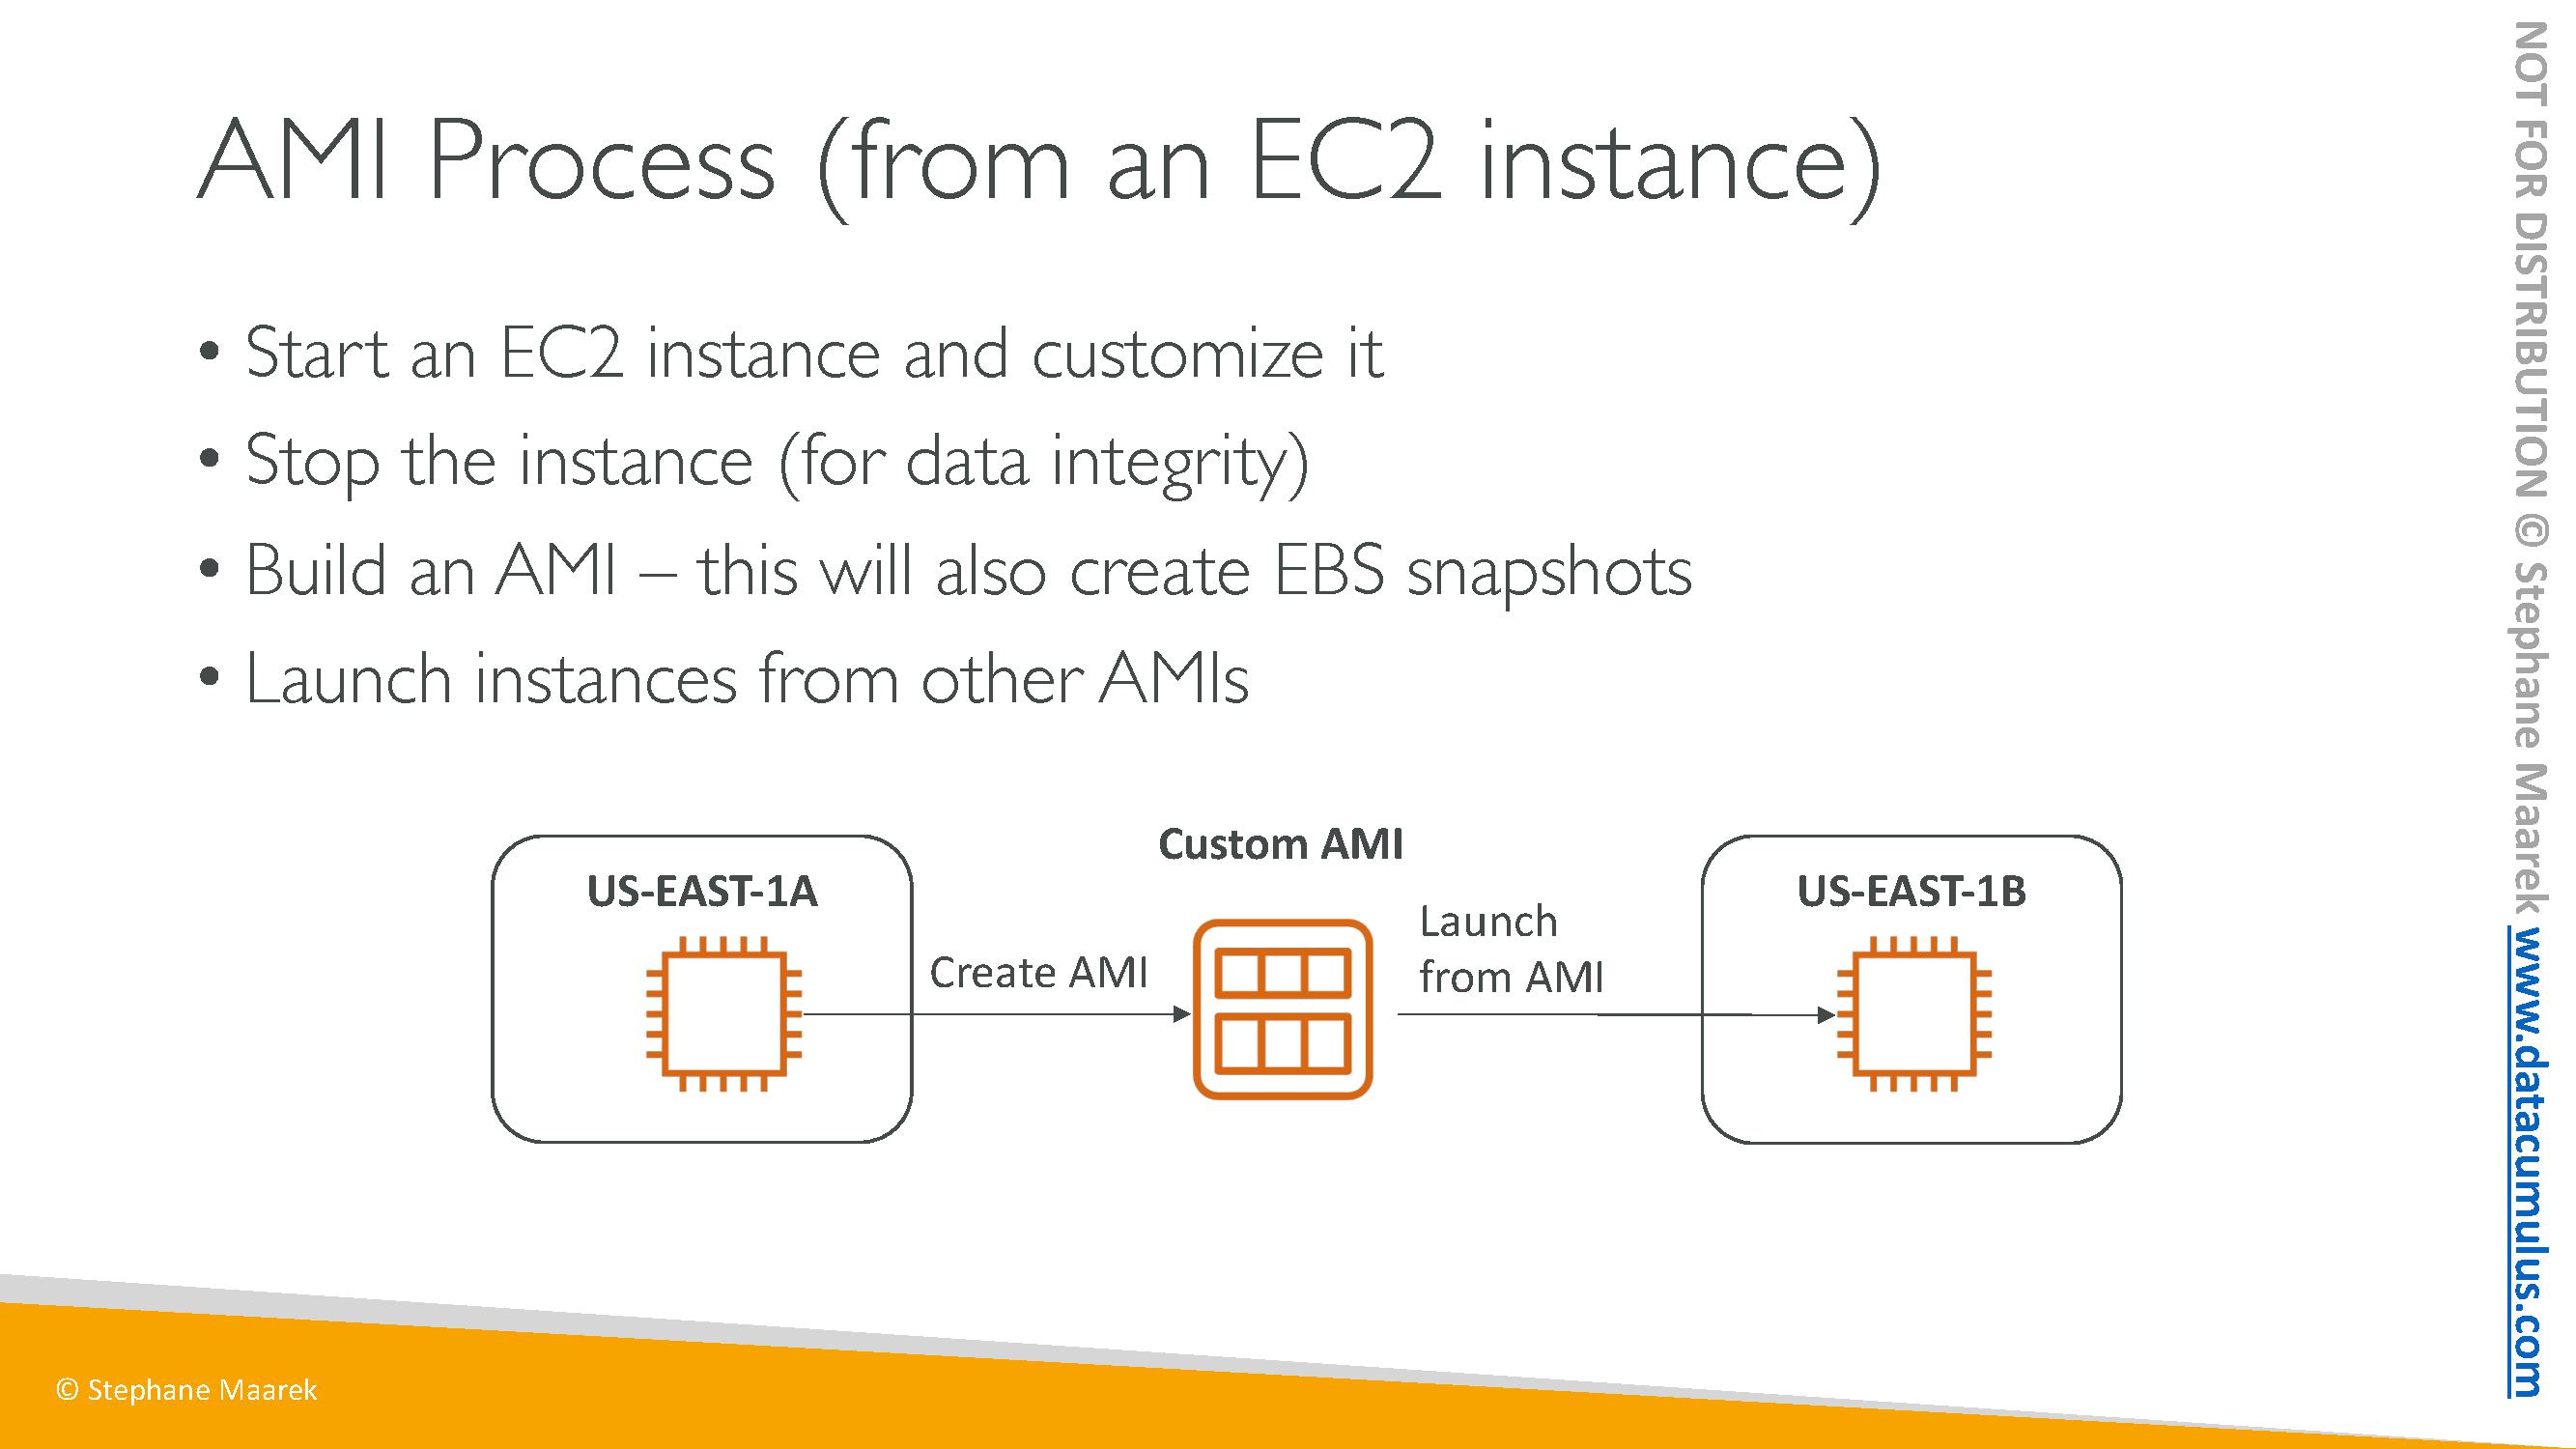 AMI Process (from an EC2 instance)
• Start an EC2 instance and customize it
• Stop the instance (for data integrity)
• Build an AMI – this will also create EBS snapshots
• Launch instances from other AMIs
US-EAST-1A
Create AMI
Custom AMI
Launch
from AMI
US-EAST-1B
© Stephane Maarek
NOT FOR DISTRIBUTION © Stephane Maarek www.datacumulus.com